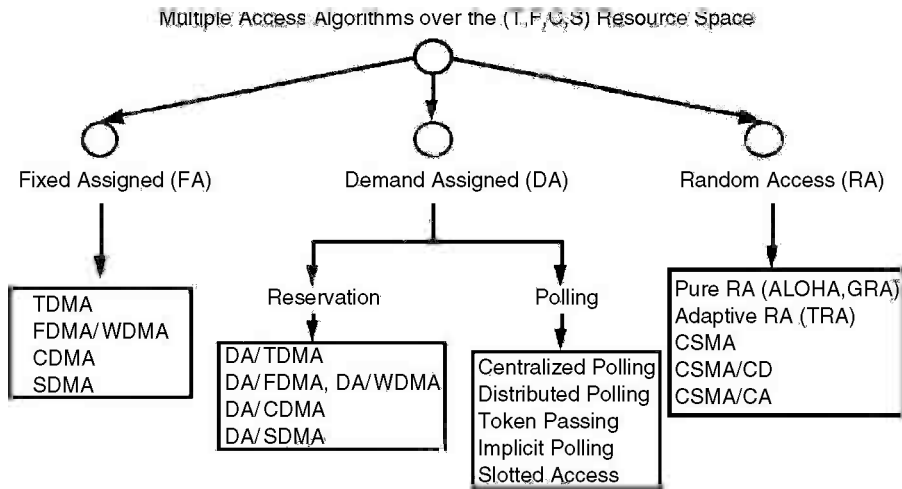 Multiple Access Algorithms over the (T,F,C,S) Resource Space
Fixed Assigned (FA)
Demand Assigned (DA)
Random Access (RA)
TDMA
FDMA/WDMA
CDMA
SDMA
Reservation
DA/TDMA
DA/FDMA, DA/WDMA
DA/CDMA
DA/SDMA
Polling
Centralized Polling
Distributed Polling
Token Passing
Implicit Polling
Slotted Access
Pure RA (ALOHA,GRA)
Adaptive RA (TRA)
CSMA
CSMA/CD
CSMA/CA